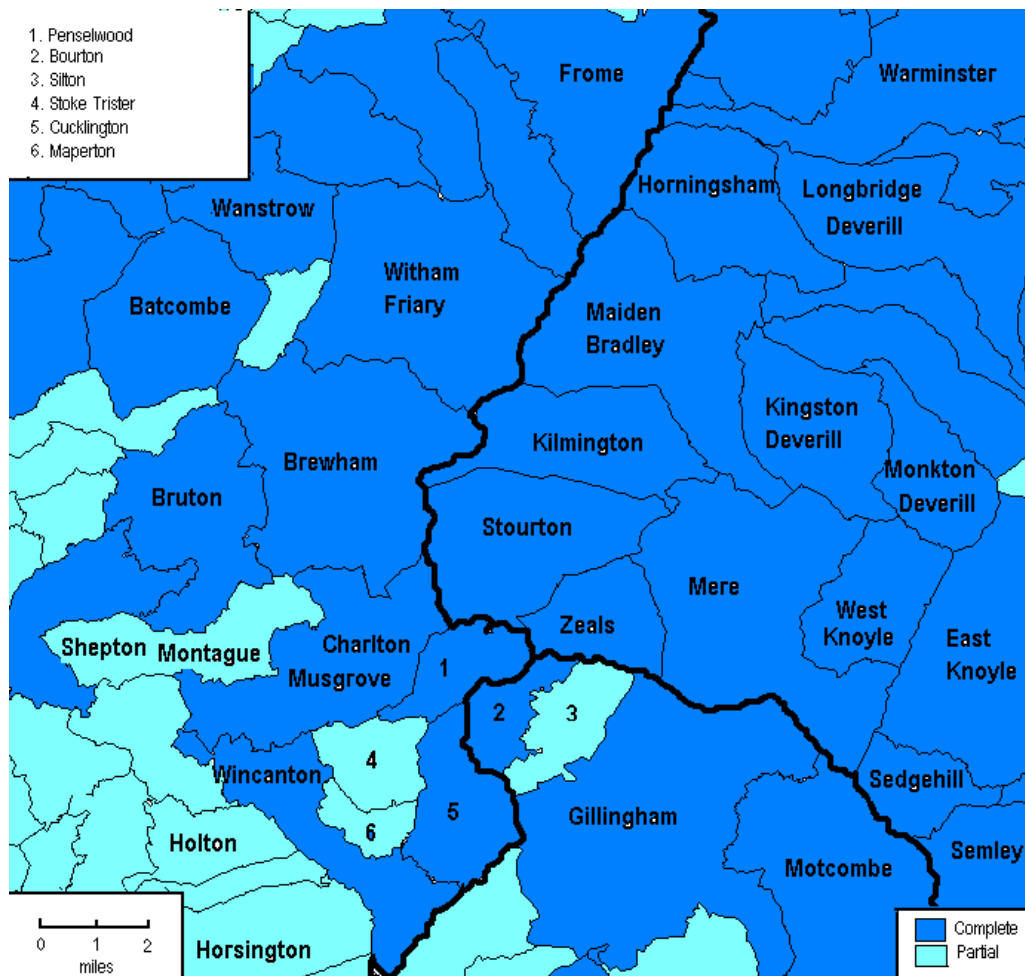 1. Penselwood
2. Bourton
3. Silton
4. Stoke Trister
5. Cucklington
6. Maperton
Frome
Warminster
Horningsham
Longbridge
Deverill
Wanstrow
Witham
Friary
Batcombe
Maiden
Bradley
Kingston
Deverill
Kilmington
Brewham
Monkton
Deverill
Bruton
Stourton
Mere
West
Knoyle
Zeals
East
Knoyle
Shepton Montague
Charlton
Musgrove
1
2
3
4
5
6
Wincanton
Sedgehill
Gillingham
Holton
Motcombe
Semley
Horsington
0 1 2
miles
Complete
Partial